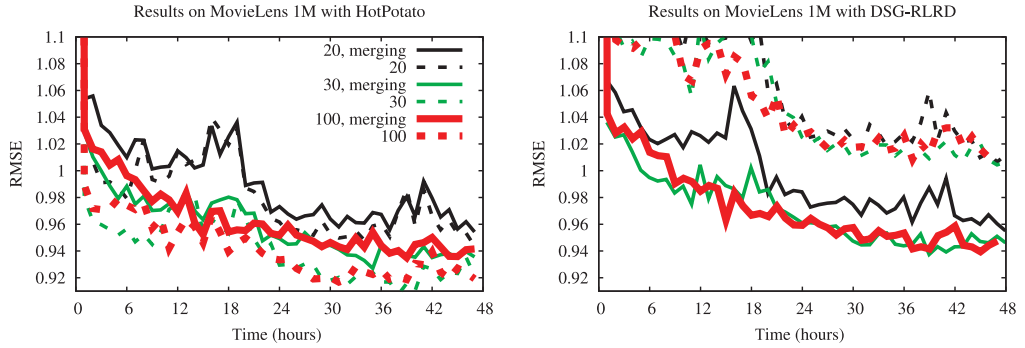 Results on MovieLens 1M with HotPotato
1.1
1.08
1.06
1.04
1.02
1
0.98
0.96
0.94
0.92
RMSE
20, merging
20
30, merging
30
100, merging
100
0 6 12 18 24 30 36 42 48
Time (hours)
Results on MovieLens 1M with DSG-RLRD
1.1
1.08
1.06
1.04
1.02
1
0.98
0.96
0.94
0.92
RMSE
0 6 12 18 24 30 36 42 48
Time (hours)